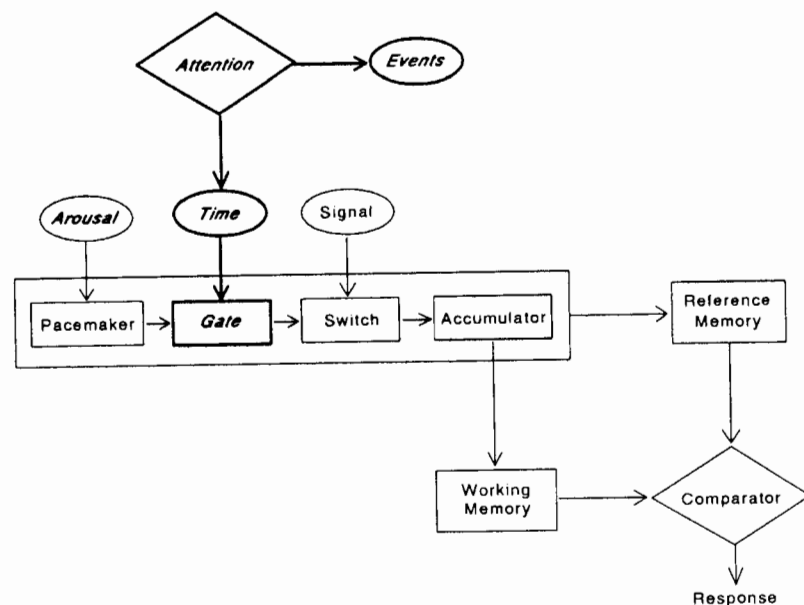 Attention
Events
Arousal
Time
Signal
Pacemaker
Gate
Switch
Accumulator
Reference
Memory
Working
Memory
Comparator
Response